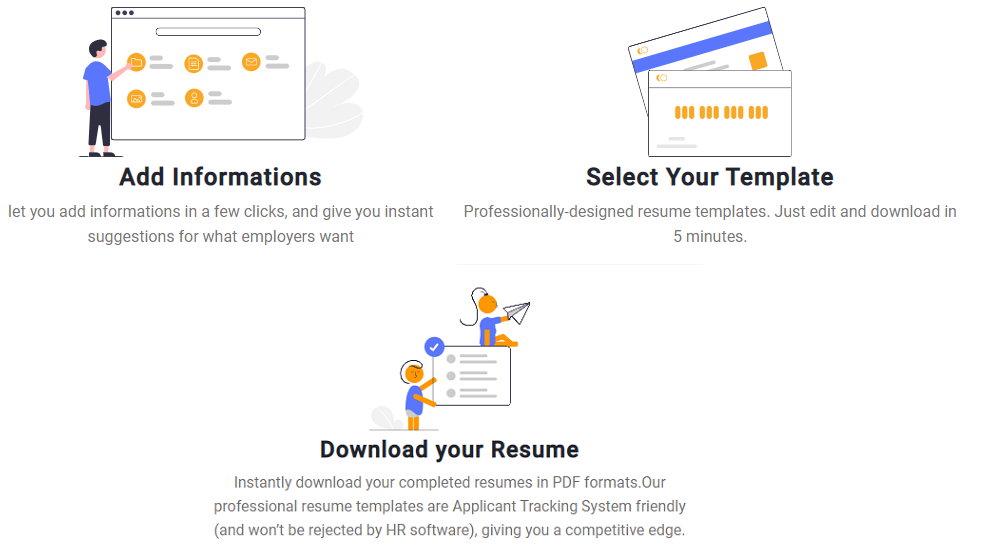 Add Informations
let you add informations in a few clicks, and give you instant
suggestions for what employers want
Select Your Template
Professionally-designed resume templates. Just edit and download in
5 minutes.
Download your Resume
Instantly download your completed resumes in PDF formats.Our
professional resume templates are Applicant Tracking System friendly
(and won’t be rejected by HR software), giving you a competitive edge.